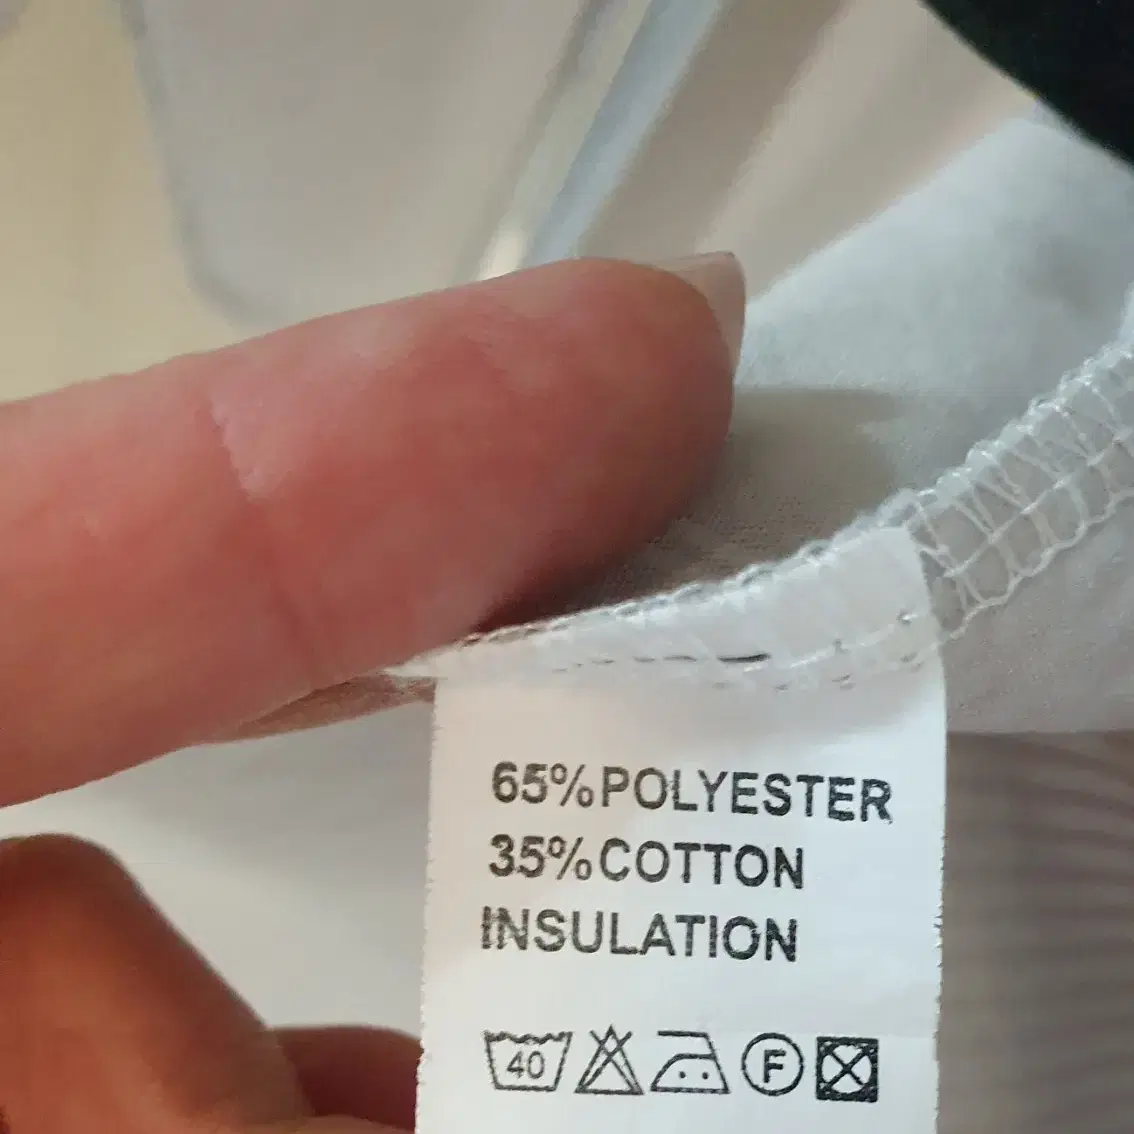 65%POLYESTER
35%COTTON
INSULATION
40 F